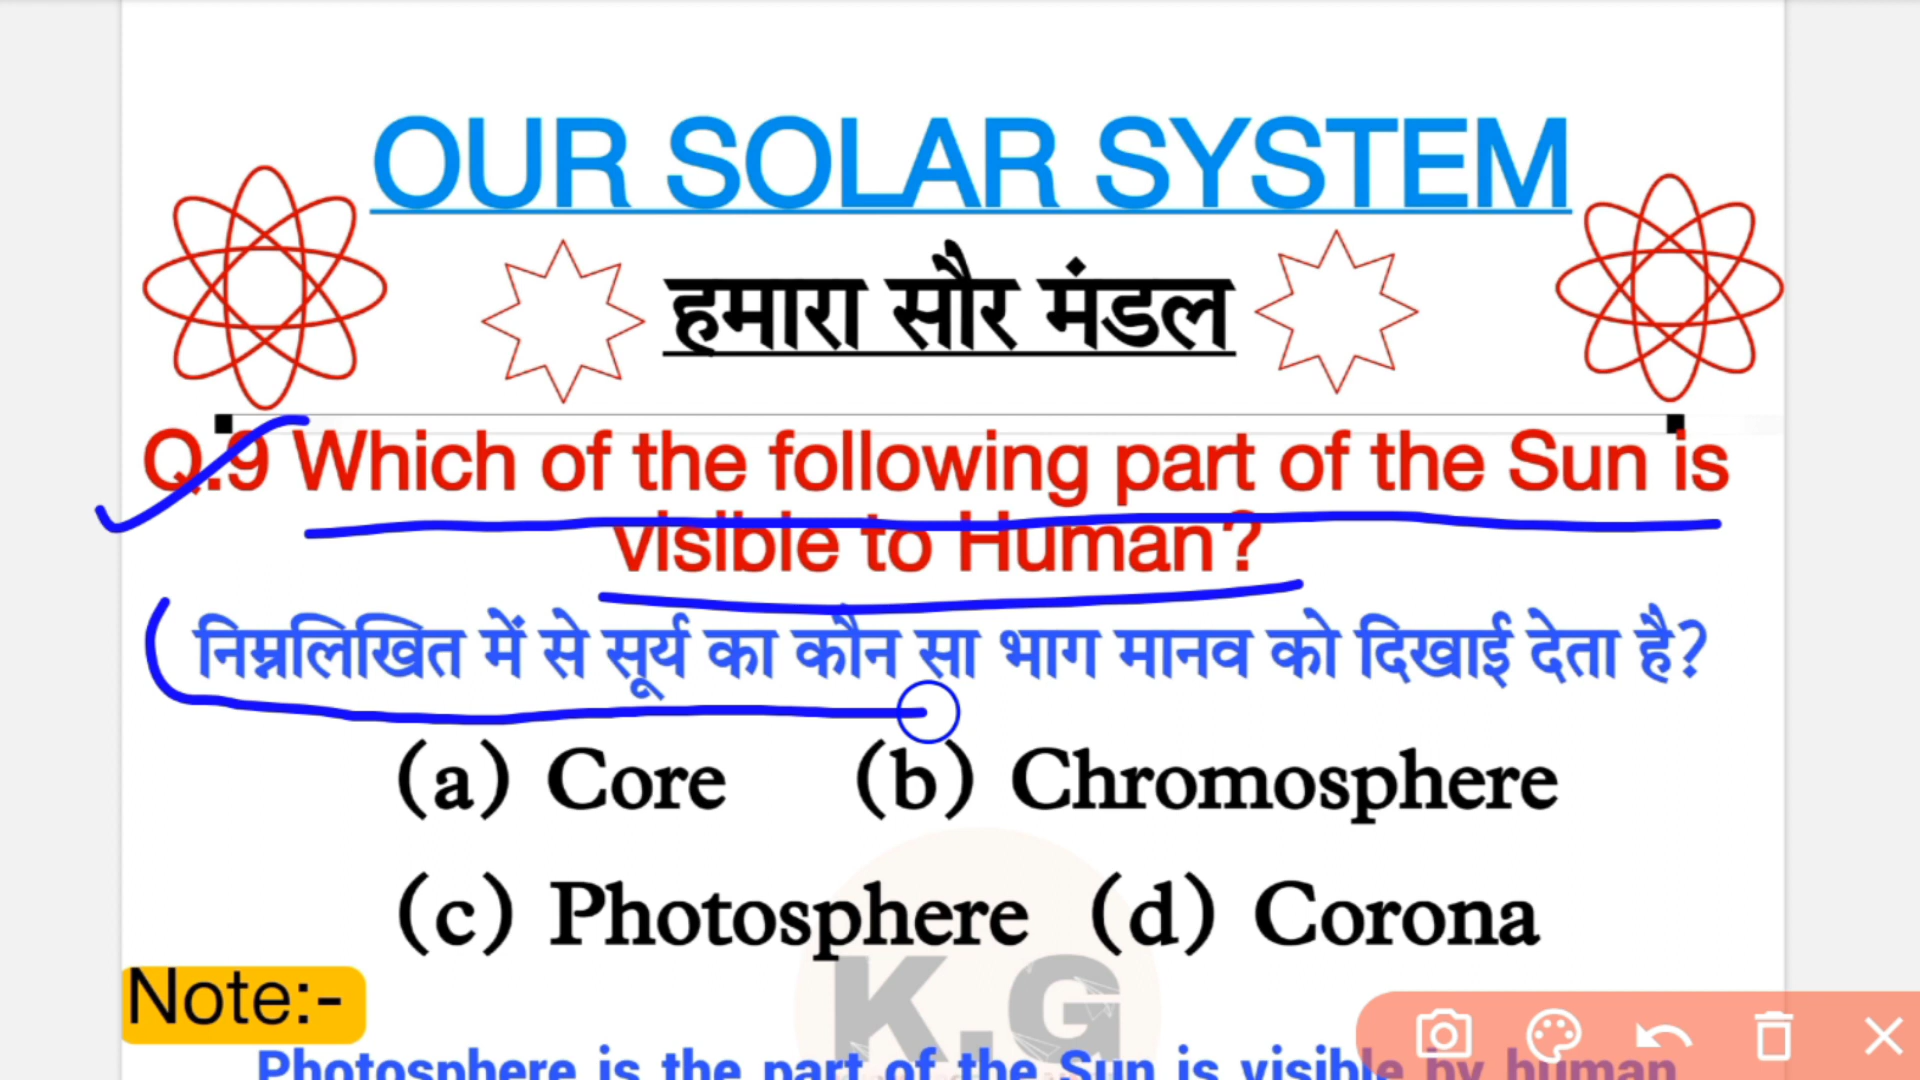 OUR SOLAR SYSTEM
हमारा सौर मंडल
Q.9 Which of the following part of the Sun is
visible to Human?
निम्नलिखित में से सूर्य का कौन सा भाग मानव को दिखाई देता है?
(a) Core (b) Chromosphere
(c) Photosphere (d) Corona
Note:-
K.G
Photosphere is the part of the Sun is visible by human